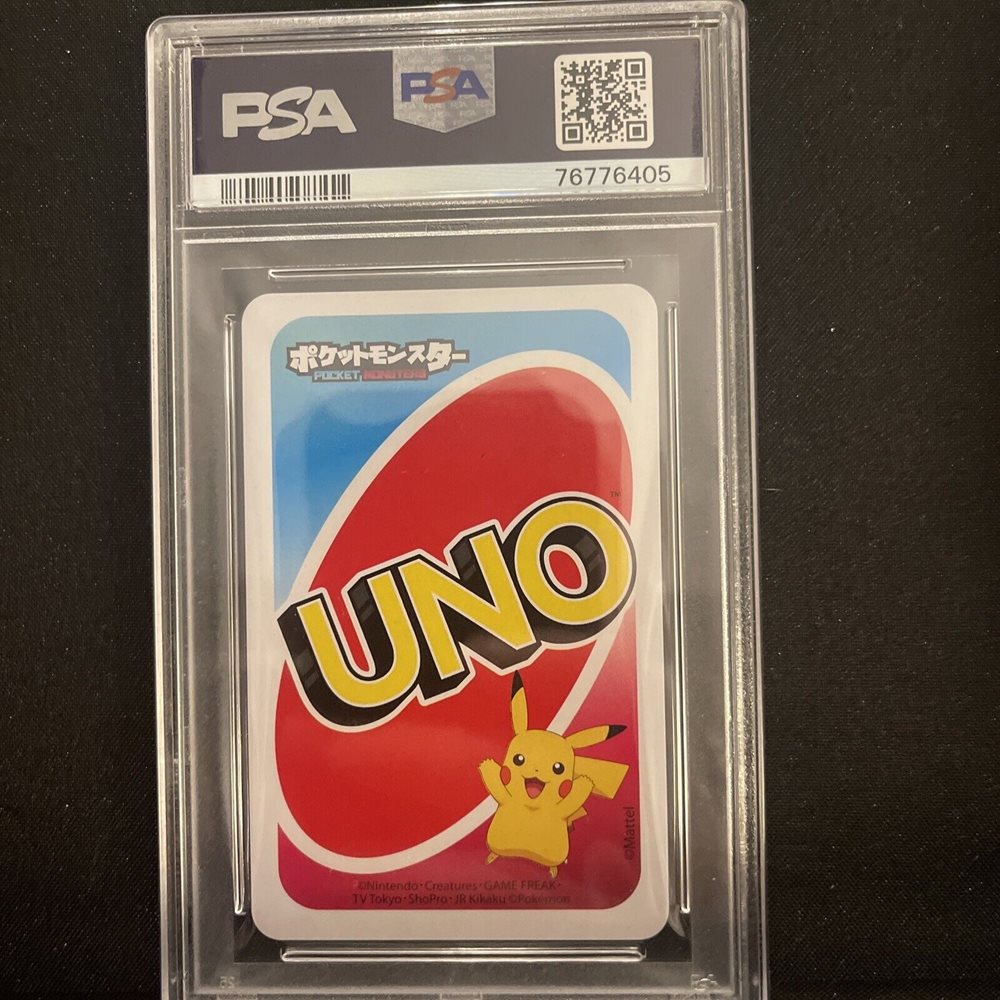 PSA
PSA
76776405
ポケットモンスター
POCKET MONSTERS
UNO
™
©Mattel
©Nintendo・Creatures・GAME FREAK・
TV Tokyo・ShoPro・JR Kikaku ©Pokémon